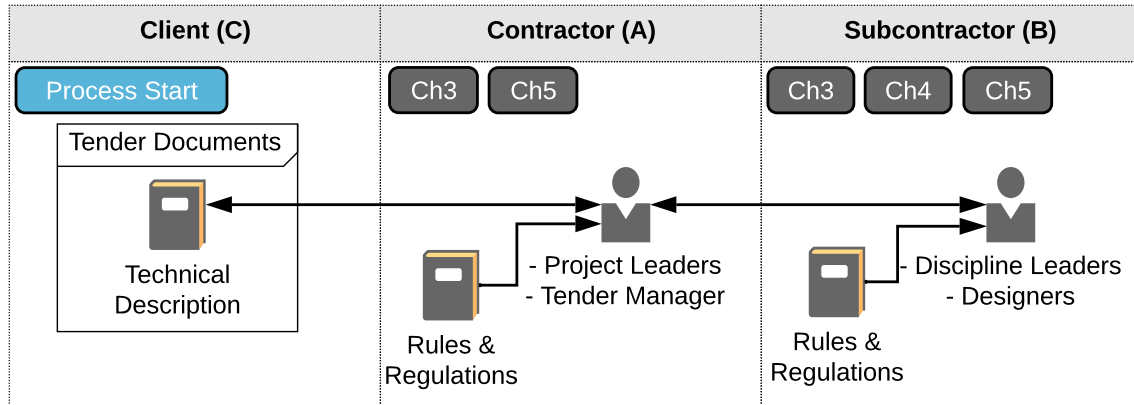 Client (C)
Contractor (A)
Subcontractor (B)
Process Start
Ch3
Ch5
Ch3
Ch4
Ch5
Tender Documents
Technical
Description
- Project Leaders
- Tender Manager
Rules &
Regulations
- Discipline Leaders
- Designers
Rules &
Regulations